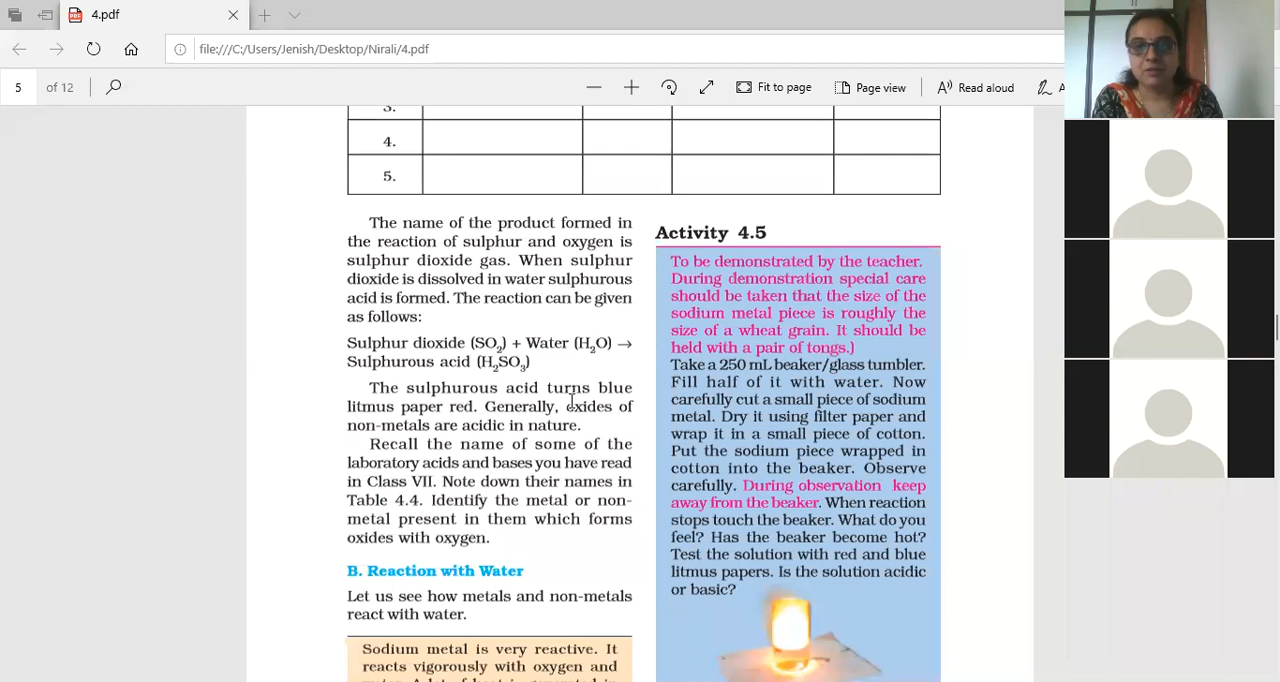 4.pdf
file:///C:/Users/Jenish/Desktop/Nirali/4.pdf
5 of 12
Fit to page
Page view
Read aloud
3.
4.
5.
The name of the product formed in
the reaction of sulphur and oxygen is
sulphur dioxide gas. When sulphur
dioxide is dissolved in water sulphurous
acid is formed. The reaction can be given
as follows:
Sulphur dioxide (SO₂) + Water (H₂O) →
Sulphurous acid (H₂SO₃)
The sulphurous acid turns blue
litmus paper red. Generally, oxides of
non-metals are acidic in nature.
Recall the name of some of the
laboratory acids and bases you have read
in Class VII. Note down their names in
Table 4.4. Identify the metal or non-
metal present in them which forms
oxides with oxygen.
B. Reaction with Water
Let us see how metals and non-metals
react with water.
Sodium metal is very reactive. It
reacts vigorously with oxygen and
Activity 4.5
To be demonstrated by the teacher.
During demonstration special care
should be taken that the size of the
sodium metal piece is roughly the
size of a wheat grain. It should be
held with a pair of tongs.)
Take a 250 mL beaker/glass tumbler.
Fill half of it with water. Now
carefully cut a small piece of sodium
metal. Dry it using filter paper and
wrap it in a small piece of cotton.
Put the sodium piece wrapped in
cotton into the beaker. Observe
carefully. During observation keep
away from the beaker. When reaction
stops touch the beaker. What do you
feel? Has the beaker become hot?
Test the solution with red and blue
litmus papers. Is the solution acidic
or basic?